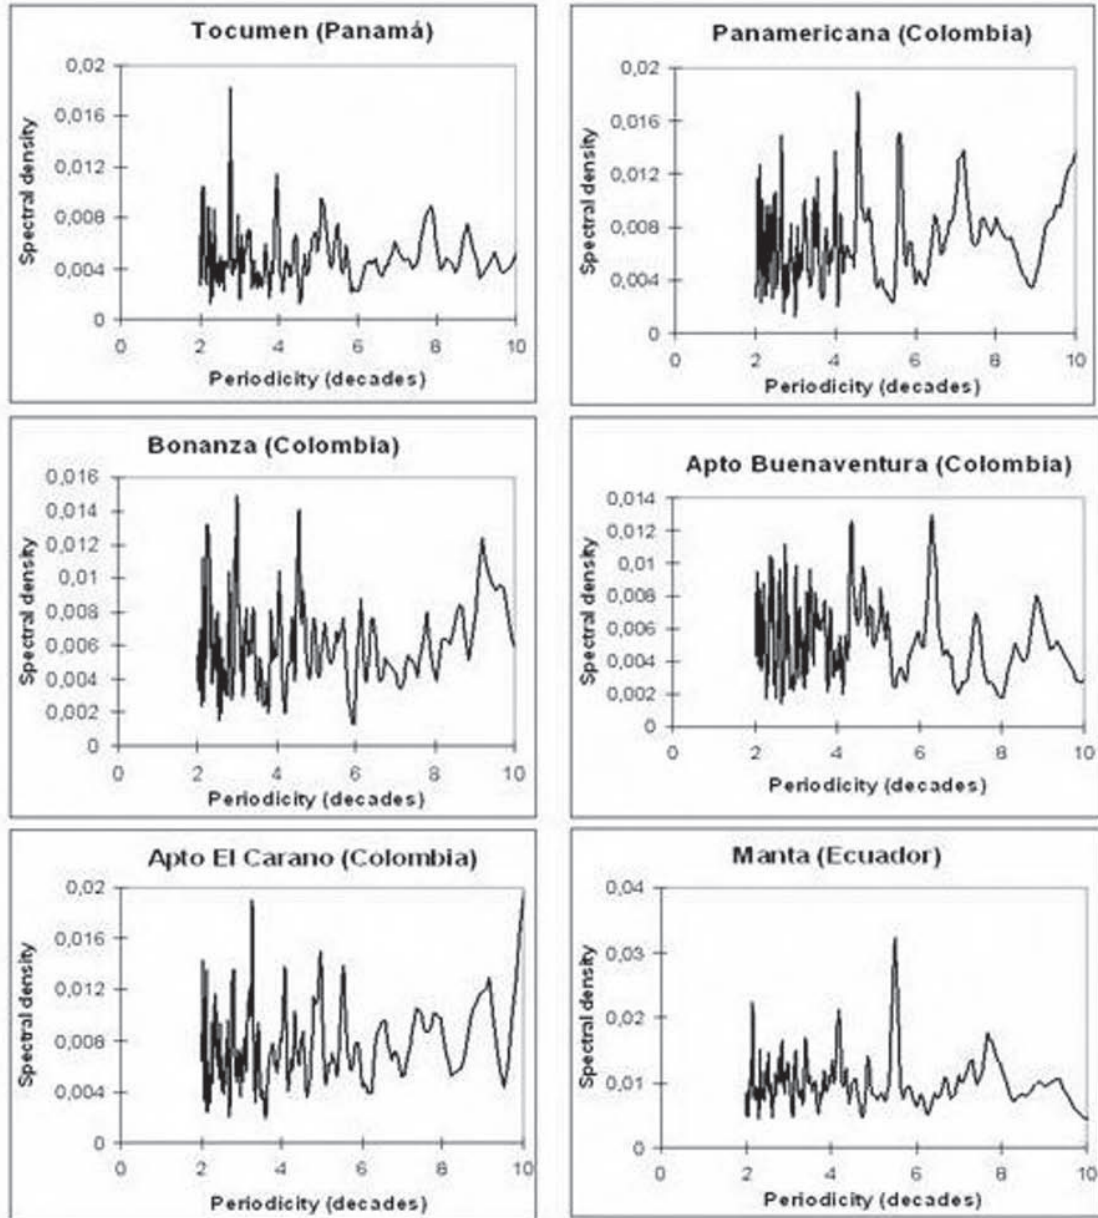 Tocumen (Panamá)
Spectral density
0,02
0,016
0,012
0,008
0,004
0
0 2 4 6 8 10
Periodicity (decades)
Panamericana (Colombia)
Spectral density
0,02
0,016
0,012
0,008
0,004
0
0 2 4 6 8 10
Periodicity (decades)
Bonanza (Colombia)
Spectral density
0,016
0,014
0,012
0,01
0,008
0,006
0,004
0,002
0
0 2 4 6 8 10
Periodicity (decades)
Apto Buenaventura (Colombia)
Spectral density
0,014
0,012
0,01
0,008
0,006
0,004
0,002
0
0 2 4 6 8 10
Periodicity (decades)
Apto El Carano (Colombia)
Spectral density
0,02
0,016
0,012
0,008
0,004
0
0 2 4 6 8 10
Periodicity (decades)
Manta (Ecuador)
Spectral density
0,04
0,03
0,02
0,01
0
0 2 4 6 8 10
Periodicity (decades)